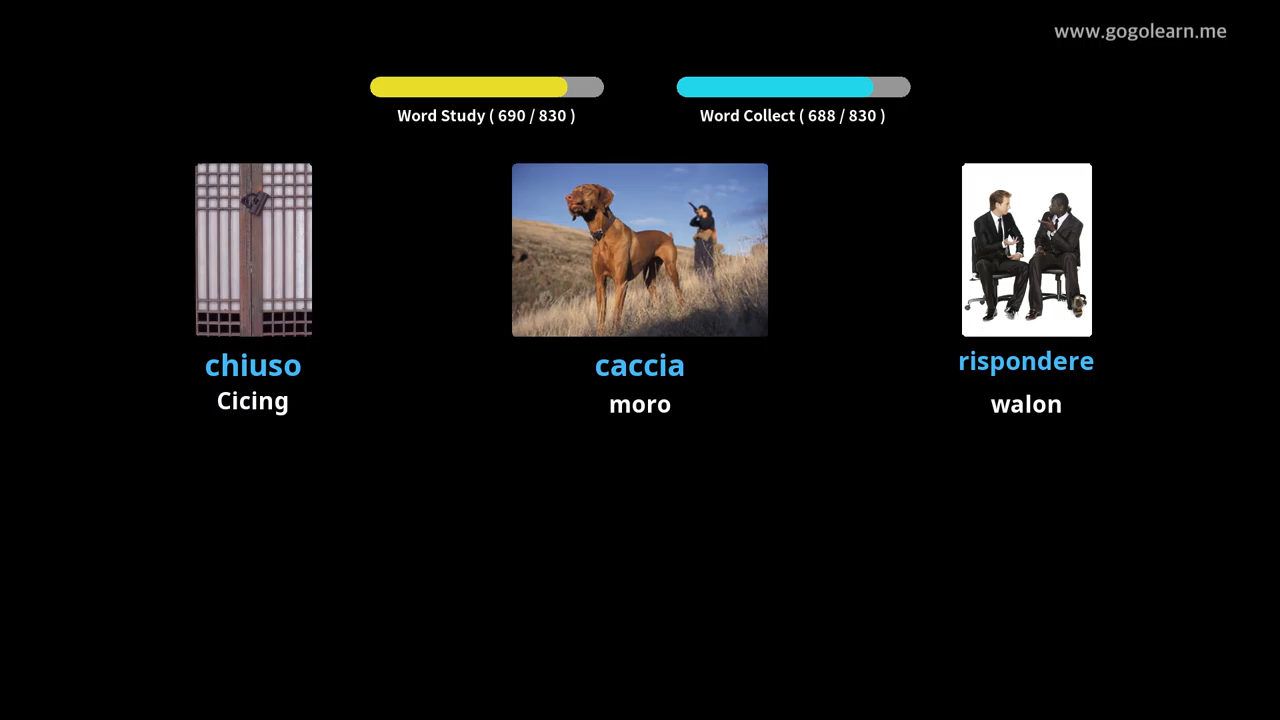 www.gogolearn.me
Word Study ( 690 / 830 )
Word Collect ( 688 / 830 )
chiuso
Cicing
caccia
moro
rispondere
walon